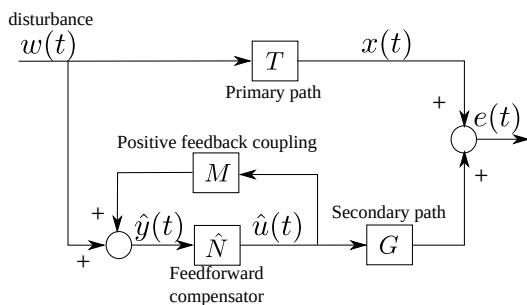 disturbance
w(t)
T
x(t)
Primary path
+
e(t)
Positive feedback coupling
M
+
Secondary path
+
ŷ(t)
N̂
û(t)
G
+
Feedforward
compensator